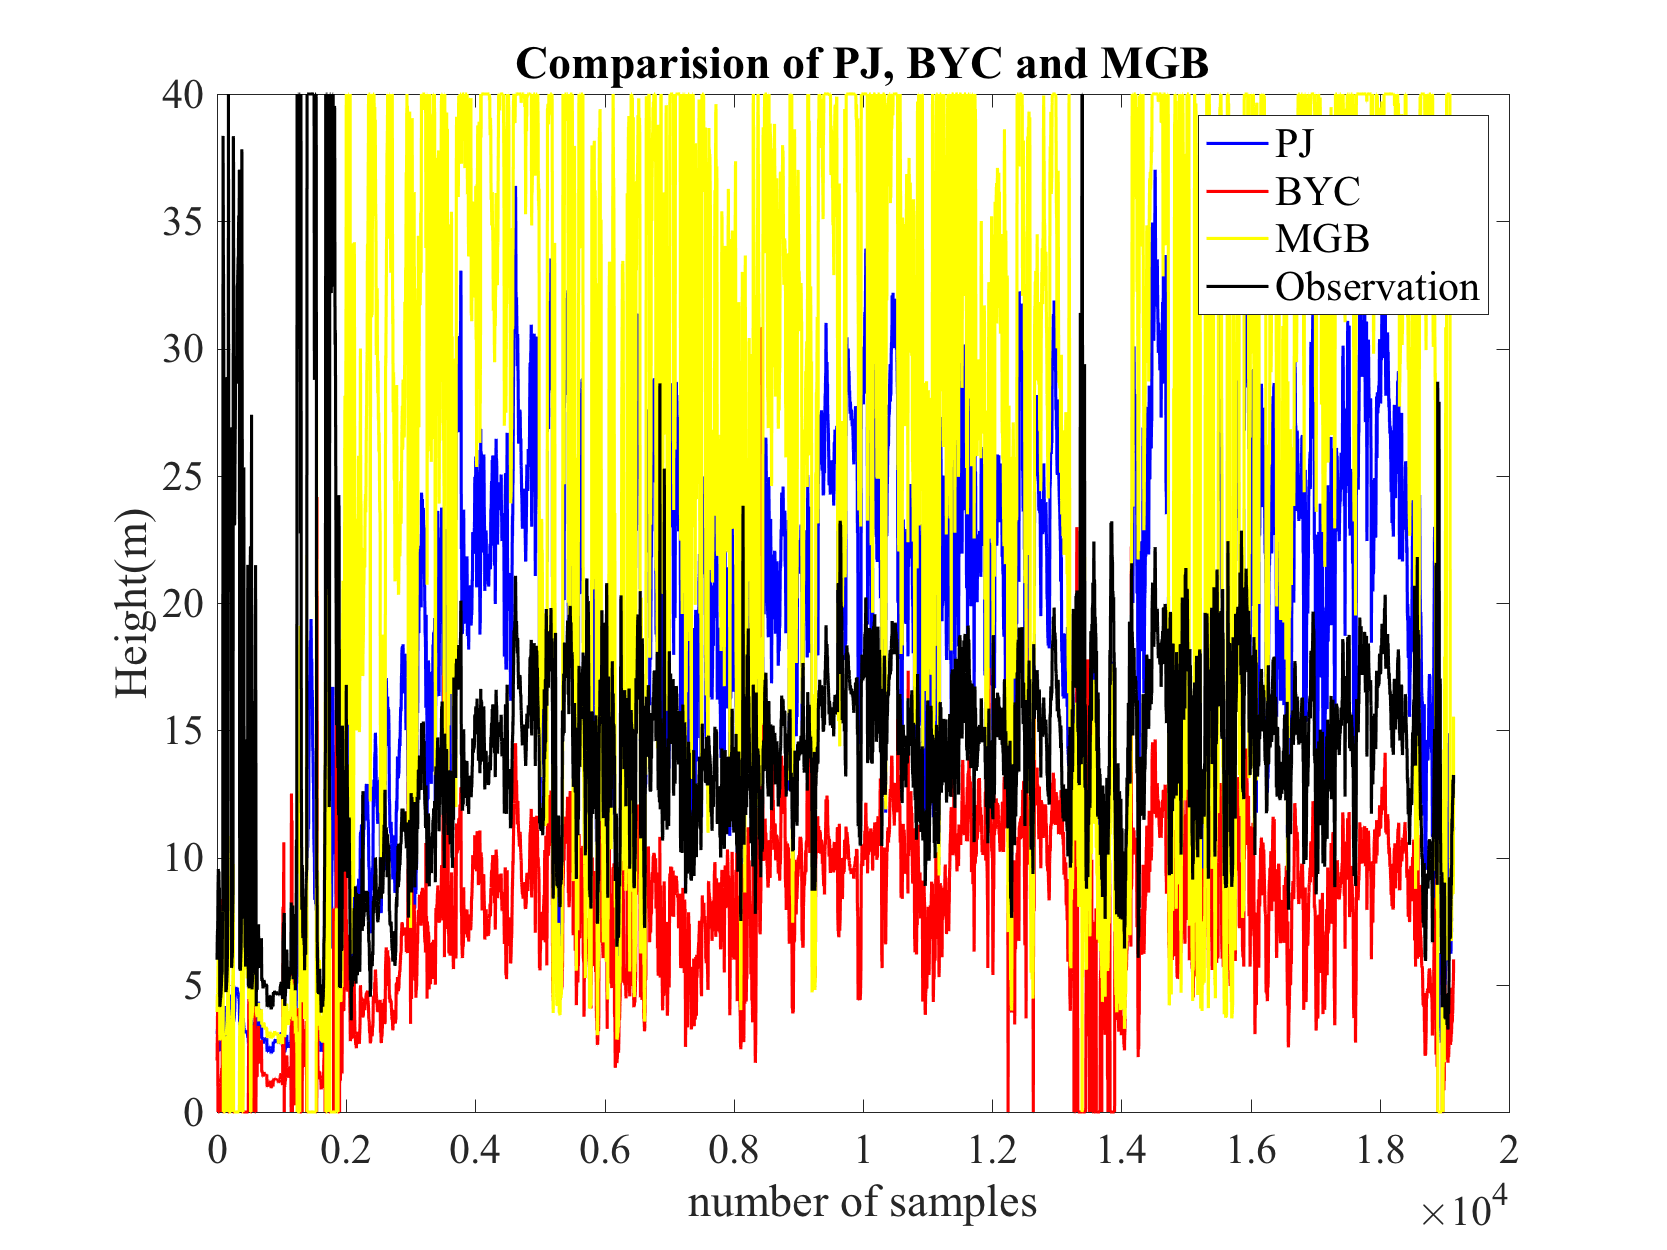 Comparision of PJ, BYC and MGB
40
35
30
25
20
15
10
5
0
Height(m)
PJ
BYC
MGB
Observation
0 0.2 0.4 0.6 0.8 1 1.2 1.4 1.6 1.8 2
number of samples
×10⁴